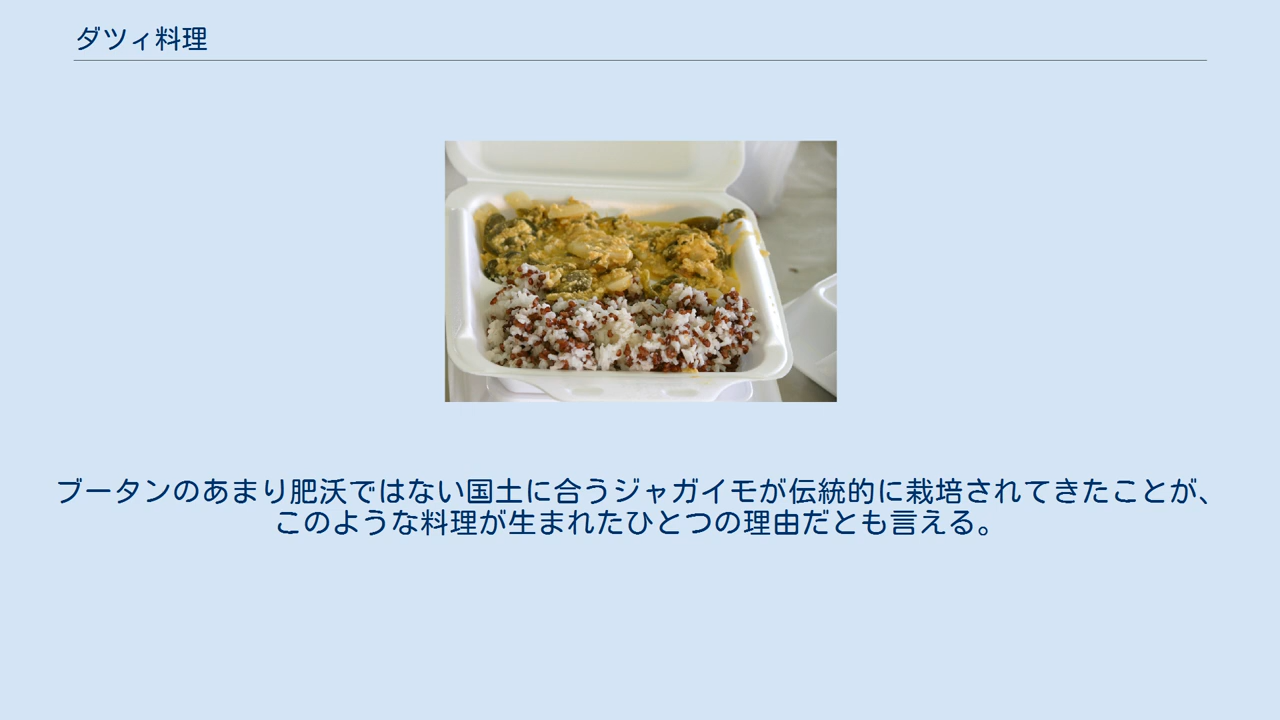 ダツィ料理
ブータンのあまり肥沃ではない国土に合うジャガイモが伝統的に栽培されてきたことが、
このような料理が生まれたひとつの理由だとも言える。